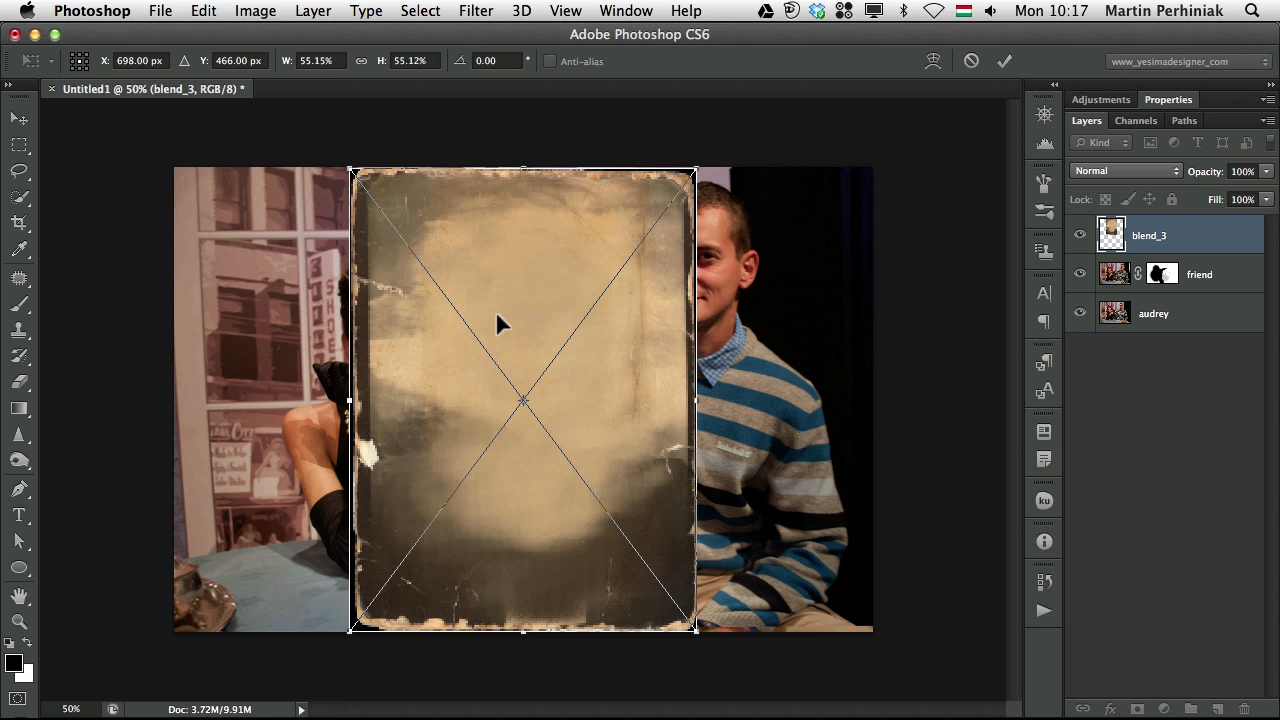 Photoshop File Edit Image Layer Type Select Filter 3D View Window Help Mon 10:17 Martin Perhiniak
Adobe Photoshop CS6
X: 698.00 px Y: 466.00 px W: 55.15% H: 55.12% 0.00 ° Anti-alias www_yesimadesigner_com
× Untitled1 @ 50% (blend_3, RGB/8) *
Adjustments Properties
Layers Channels Paths
Kind
Normal Opacity: 100%
Lock: Fill: 100%
blend_3
friend
audrey
SHOE
ku
50% Doc: 3.72M/9.91M